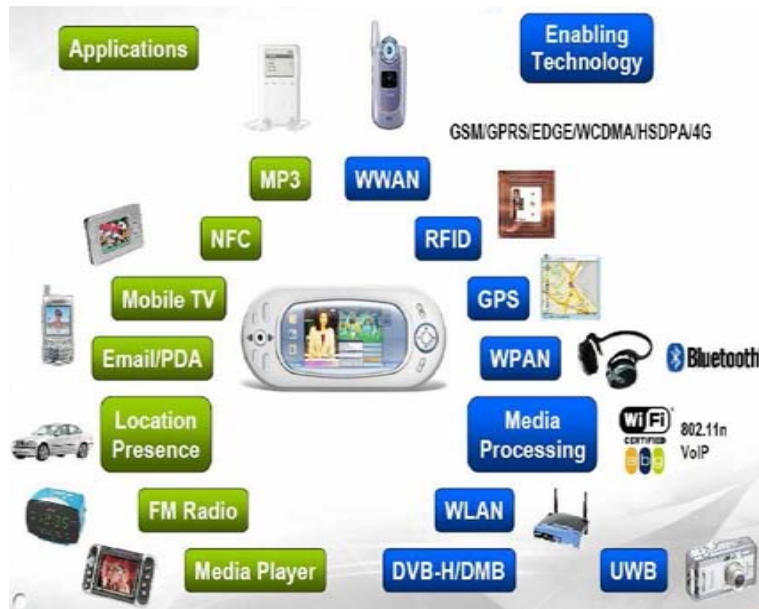 Applications
Enabling
Technology
GSM/GPRS/EDGE/WCDMA/HSDPA/4G
MP3
WWAN
NFC
RFID
Mobile TV
GPS
Email/PDA
WPAN
Bluetooth
Location
Presence
Media
Processing
Wi Fi
CERTIFIED
a b g
802.11n
VoIP
FM Radio
WLAN
Media Player
DVB-H/DMB
UWB